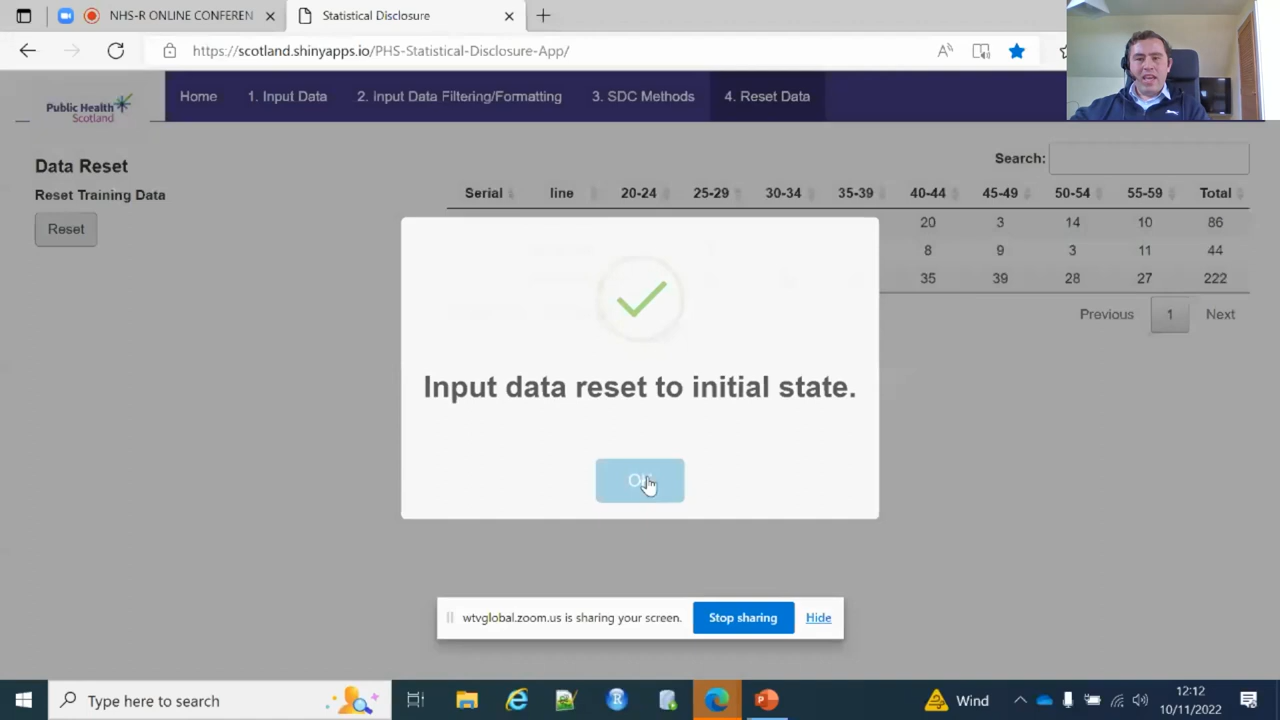 NHS-R ONLINE CONFEREN
Statistical Disclosure
https://scotland.shinyapps.io/PHS-Statistical-Disclosure-App/
Public Health
Scotland
Home
1. Input Data
2. Input Data Filtering/Formatting
3. SDC Methods
4. Reset Data
Data Reset
Reset Training Data
Reset
Search:
Serial line 20-24 25-29 30-34 35-39 40-44 45-49 50-54 55-59 Total
20 3 14 10 86
8 9 3 11 44
35 39 28 27 222
Previous 1 Next
Input data reset to initial state.
wtvglobal.zoom.us is sharing your screen.
Stop sharing
Hide
Type here to search
Wind
12:12
10/11/2022